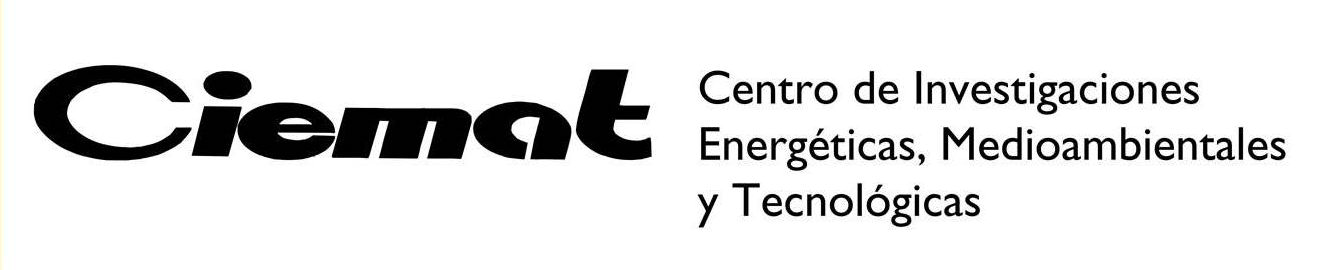 Ciemat
Centro de Investigaciones
Energéticas, Medioambientales
y Tecnológicas